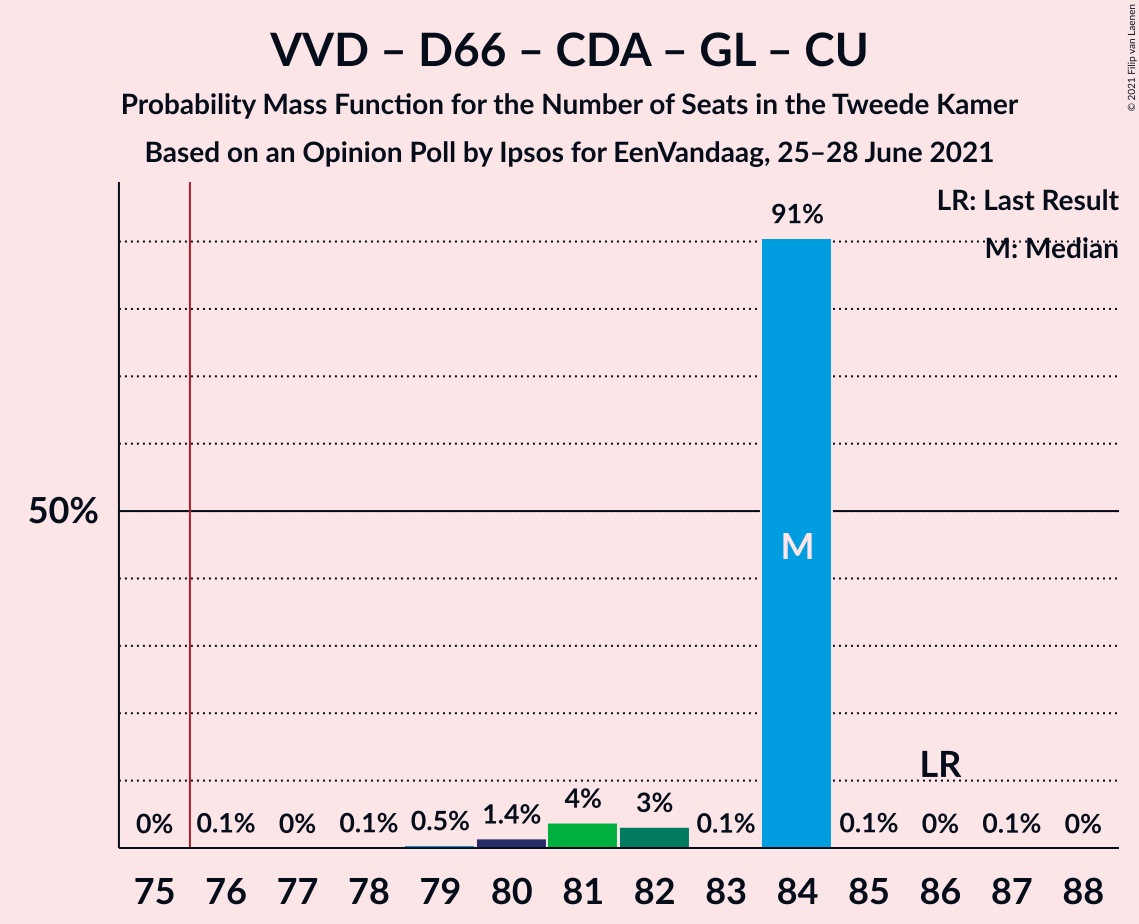 VVD – D66 – CDA – GL – CU
Probability Mass Function for the Number of Seats in the Tweede Kamer
Based on an Opinion Poll by Ipsos for EenVandaag, 25–28 June 2021
© 2021 Filip van Laenen
LR: Last Result
M: Median
91%
50%
M
LR
0% 0.1% 0% 0.1% 0.5% 1.4% 4% 3% 0.1% 0.1% 0% 0.1% 0%
75 76 77 78 79 80 81 82 83 84 85 86 87 88